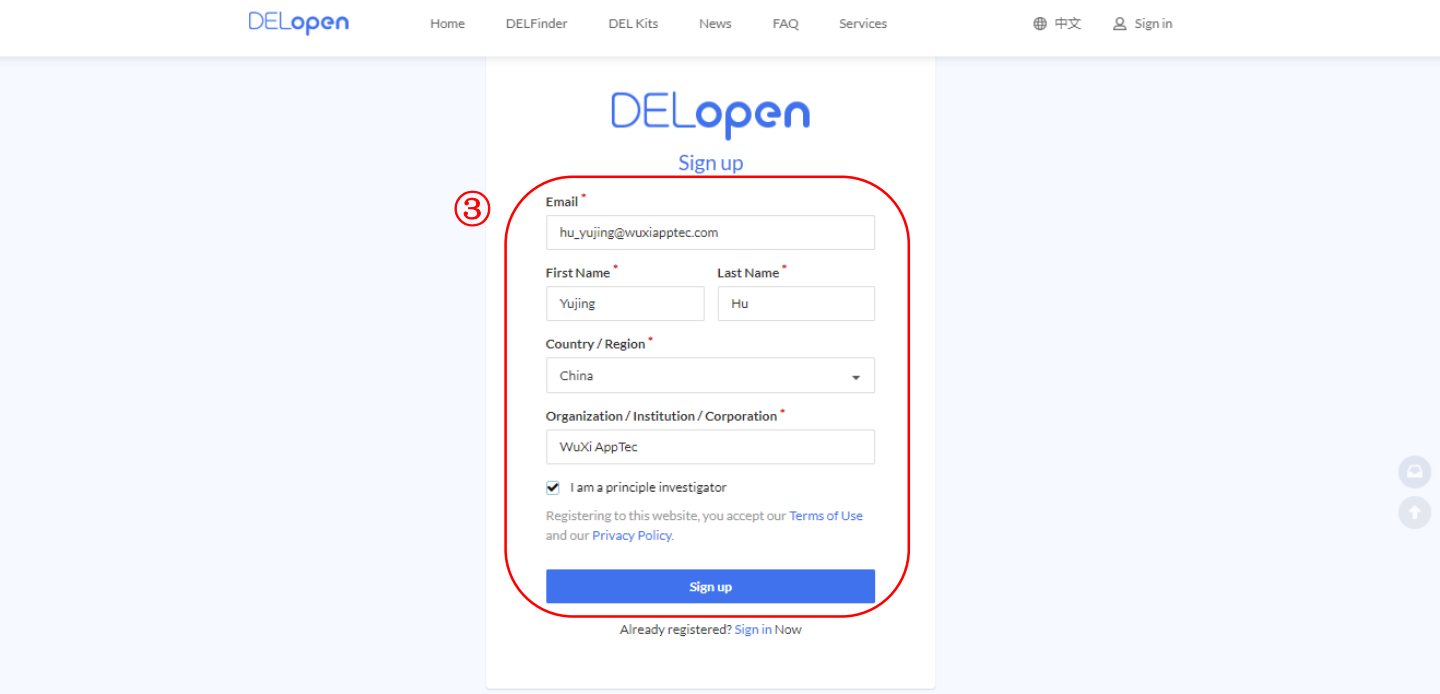 DELopen Home DELFinder DEL Kits News FAQ Services 中文 Sign in
DELopen
Sign up
③
Email *
hu_yujing@wuxiapptec.com
First Name * Last Name *
Yujing Hu
Country / Region *
China
Organization / Institution / Corporation *
WuXi AppTec
I am a principle investigator
Registering to this website, you accept our Terms of Use
and our Privacy Policy.
Sign up
Already registered? Sign in Now